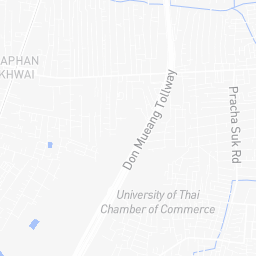 APHAN
KHWAI
Don Mueang Tollway
Pracha Suk Rd
University of Thai
Chamber of Commerce